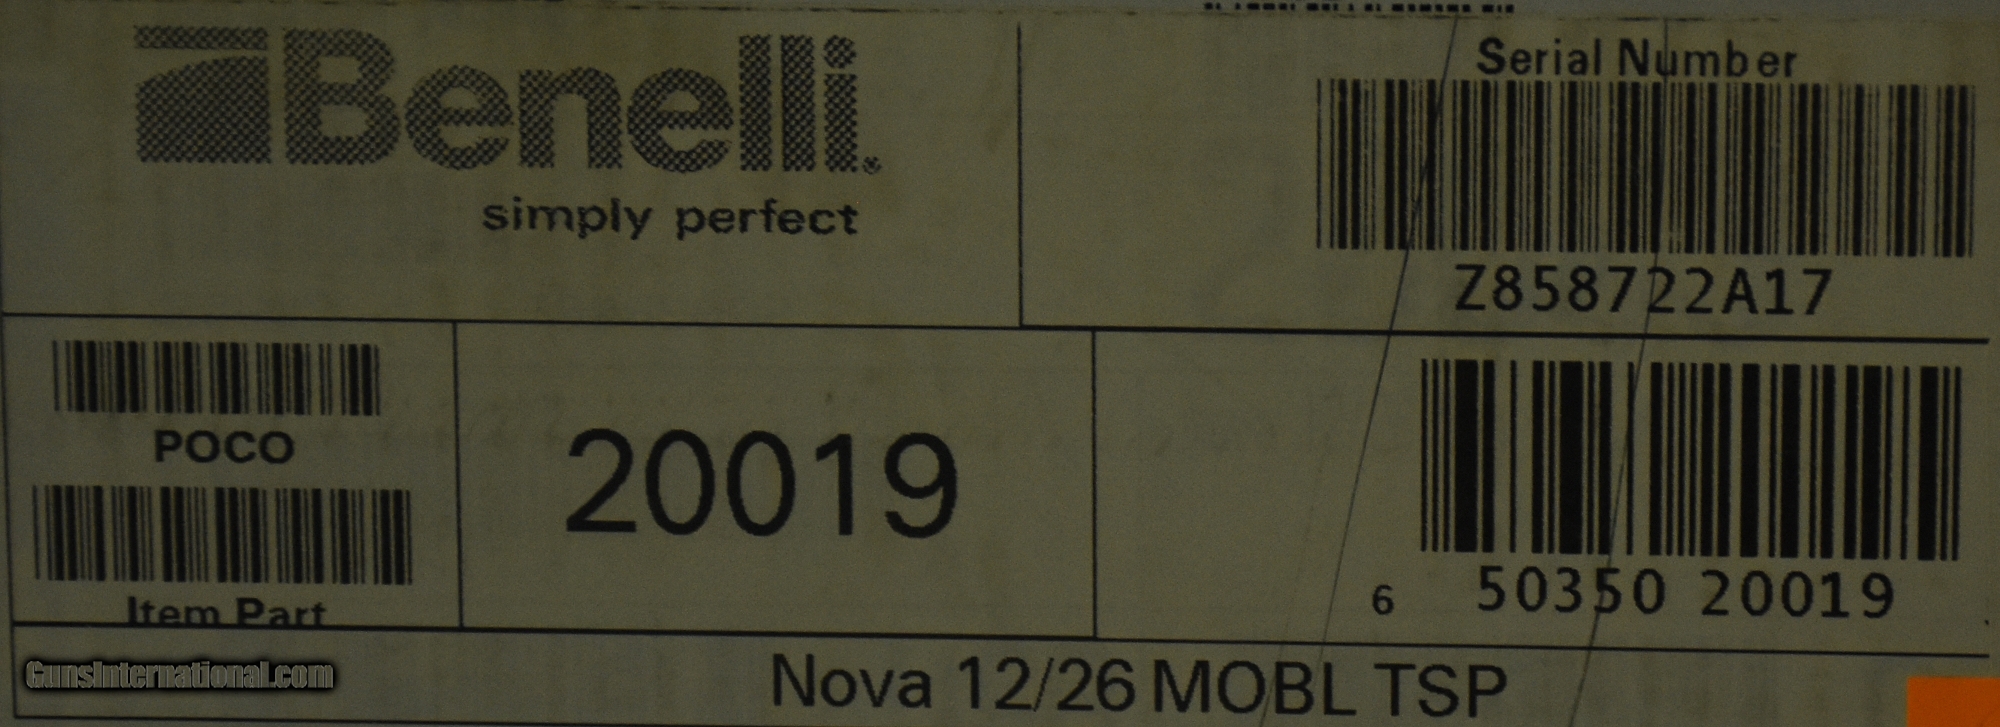 Benelli®
simply perfect
Serial Number
Z858722A17
POCO
Item Part
20019
6 50350 20019
Nova 12/26 MOBL TSP
GunsInternational.com